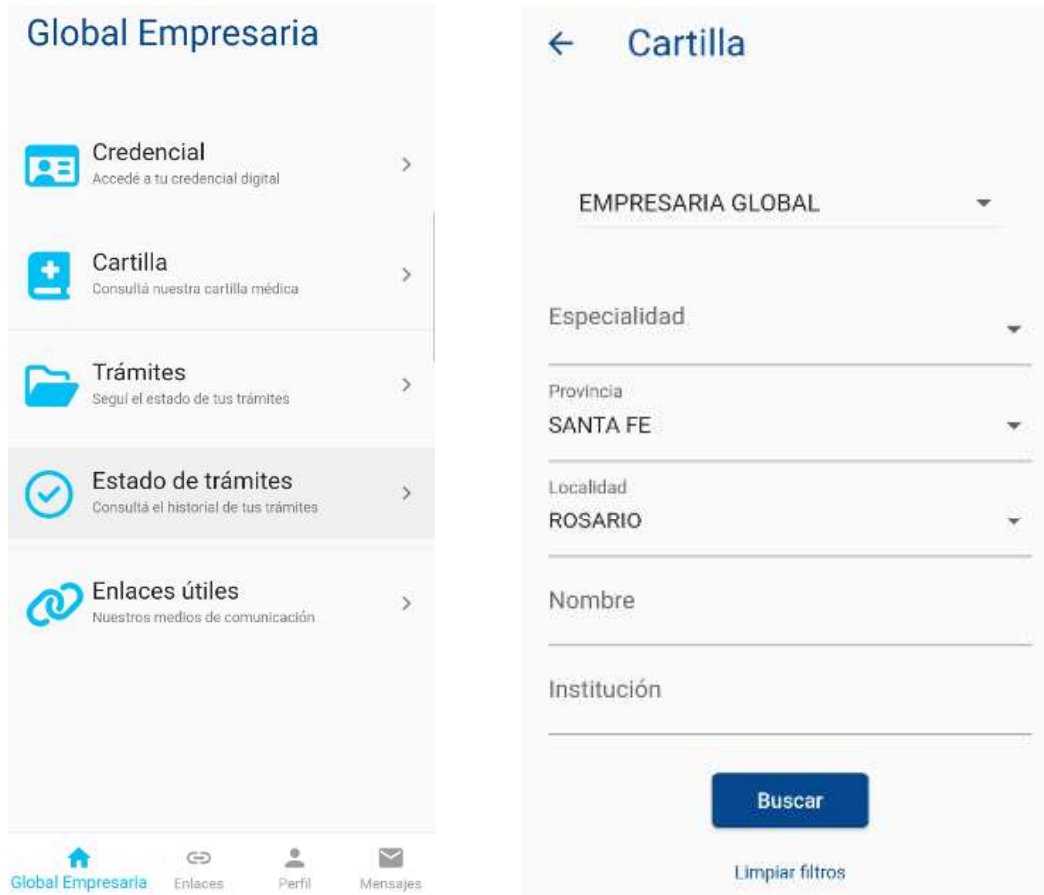 Global Empresaria
Credencial
Accedé a tu credencial digital
Cartilla
Consultá nuestra cartilla médica
Trámites
Seguí el estado de tus trámites
Estado de trámites
Consultá el historial de tus trámites
Enlaces útiles
Nuestros medios de comunicación
Global Empresaria
Enlaces
Perfil
Mensajes
Cartilla
EMPRESARIA GLOBAL
Especialidad
Provincia
SANTA FE
Localidad
ROSARIO
Nombre
Institución
Buscar
Limpiar filtros